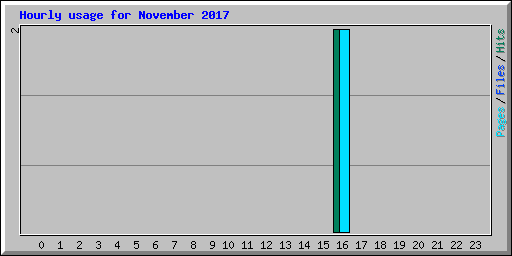 Hourly usage for November 2017
2
Pages/Files/Hits
0 1 2 3 4 5 6 7 8 9 10 11 12 13 14 15 16 17 18 19 20 21 22 23